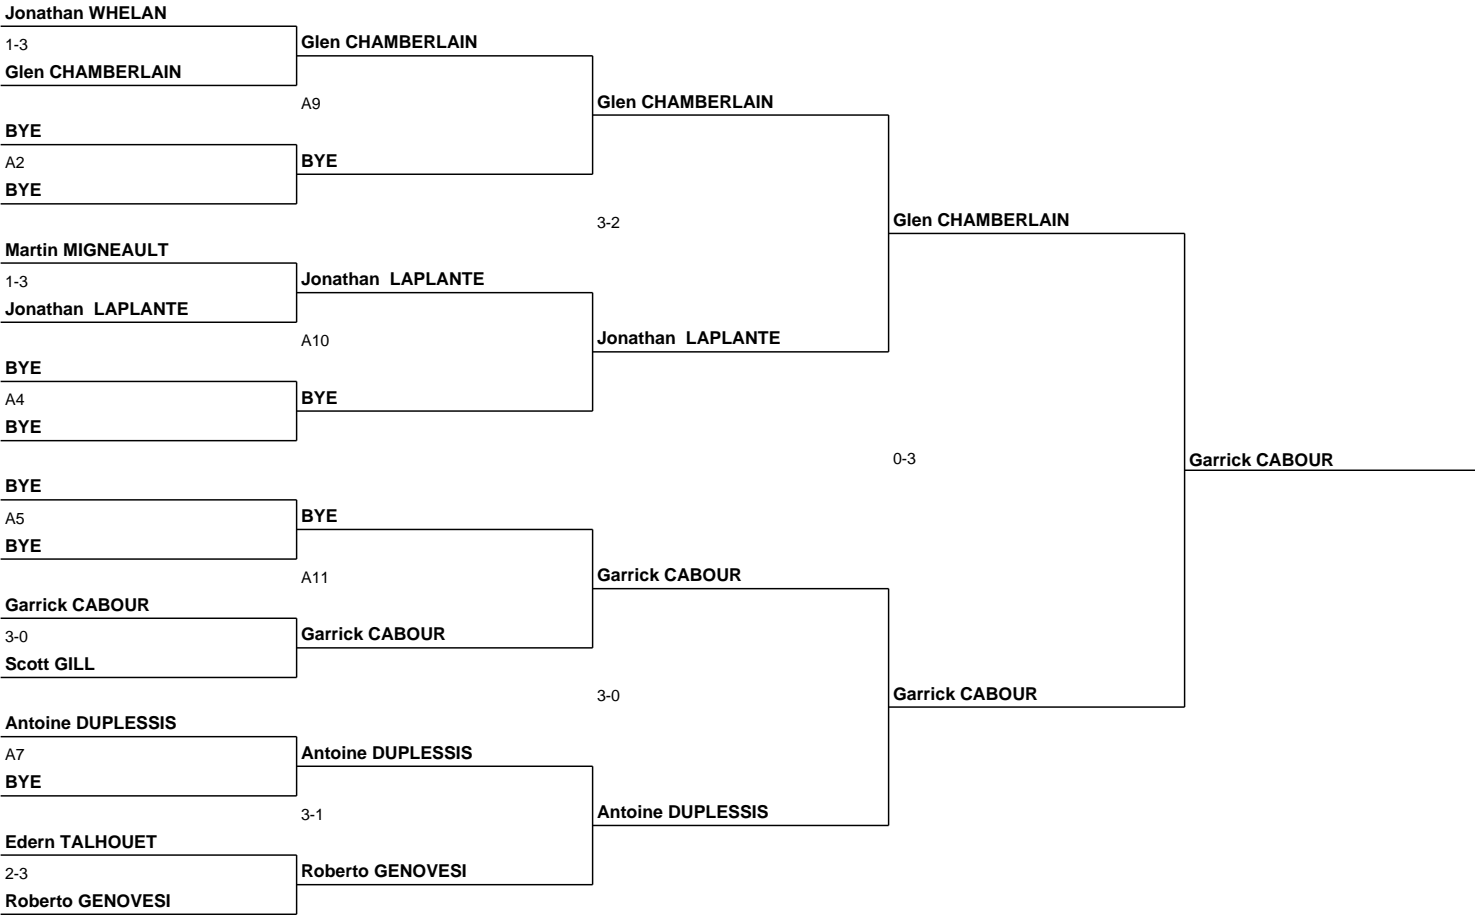 Jonathan WHELAN
1-3
Glen CHAMBERLAIN
BYE
A2
BYE
Martin MIGNEAULT
1-3
Jonathan  LAPLANTE
BYE
A4
BYE
BYE
A5
BYE
Garrick CABOUR
3-0
Scott GILL
Antoine DUPLESSIS
A7
BYE
Edern TALHOUET
2-3
Roberto GENOVESI
Glen CHAMBERLAIN
A9
BYE
Jonathan  LAPLANTE
A10
BYE
BYE
A11
Garrick CABOUR
Antoine DUPLESSIS
3-1
Roberto GENOVESI
Glen CHAMBERLAIN
3-2
Jonathan  LAPLANTE
Garrick CABOUR
3-0
Antoine DUPLESSIS
Glen CHAMBERLAIN
0-3
Garrick CABOUR
Garrick CABOUR